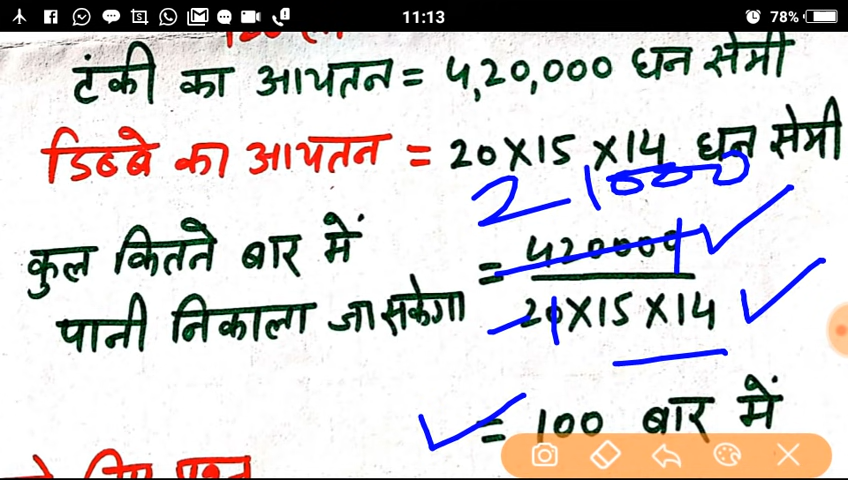 11:13
78%
टंकी का आयतन = 4,20,000 घन सेमी
डिब्बे का आयतन = 20×15×14 घन सेमी
21000
कुल कितने बार में
पानी निकाला जा सकेगा = 420000
20×15×14
= 100 बार में